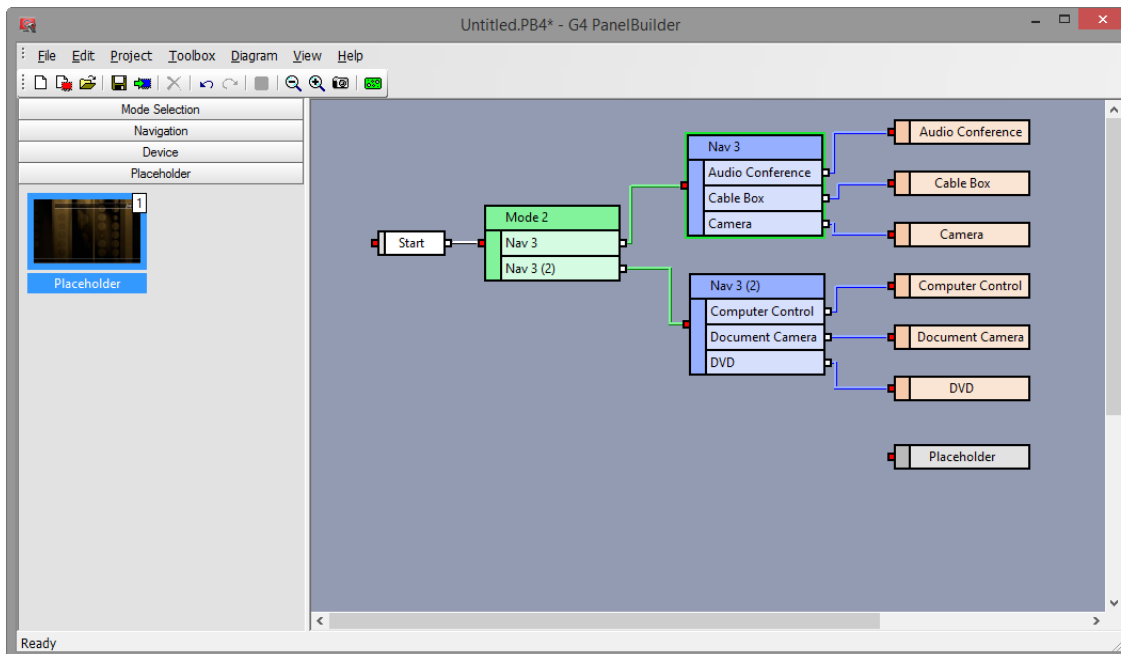 Untitled.PB4* - G4 PanelBuilder
File Edit Project Toolbox Diagram View Help
Mode Selection
Navigation
Device
Placeholder
1
Placeholder
Start
Mode 2
Nav 3
Nav 3 (2)
Nav 3
Audio Conference
Cable Box
Camera
Nav 3 (2)
Computer Control
Document Camera
DVD
Audio Conference
Cable Box
Camera
Computer Control
Document Camera
DVD
Placeholder
Ready